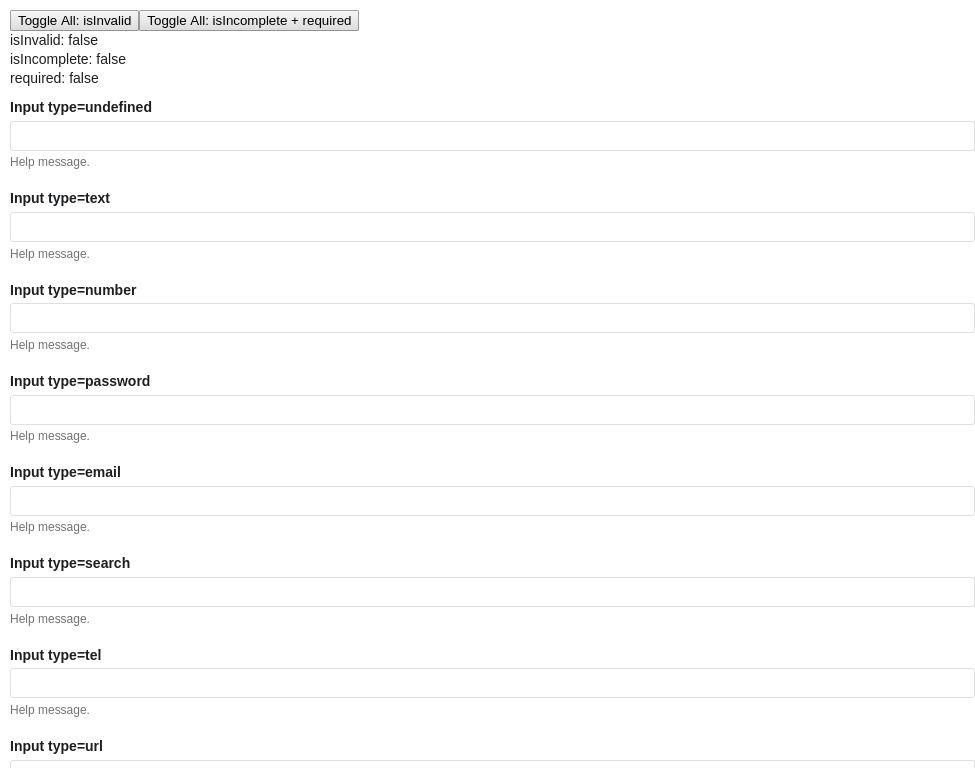 Toggle All: isInvalid Toggle All: isIncomplete + required
isInvalid: false
isIncomplete: false
required: false
Input type=undefined
Help message.
Input type=text
Help message.
Input type=number
Help message.
Input type=password
Help message.
Input type=email
Help message.
Input type=search
Help message.
Input type=tel
Help message.
Input type=url